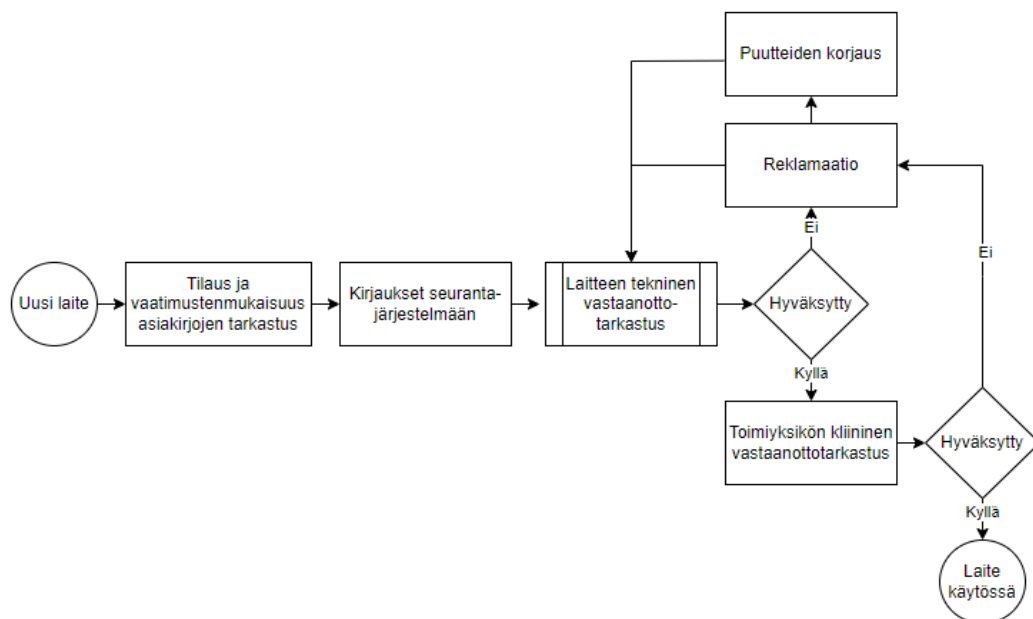 Puutteiden korjaus
Reklamaatio
Ei
Ei
Uusi laite
Tilaus ja
vaatimustenmukaisuus
asiakirjojen tarkastus
Kirjaukset seuranta-
järjestelmään
Laitteen tekninen
vastaanotto-
tarkastus
Hyväksytty
Kyllä
Toimiyksikön kliininen
vastaanottotarkastus
Hyväksytty
Kyllä
Laite
käytössä